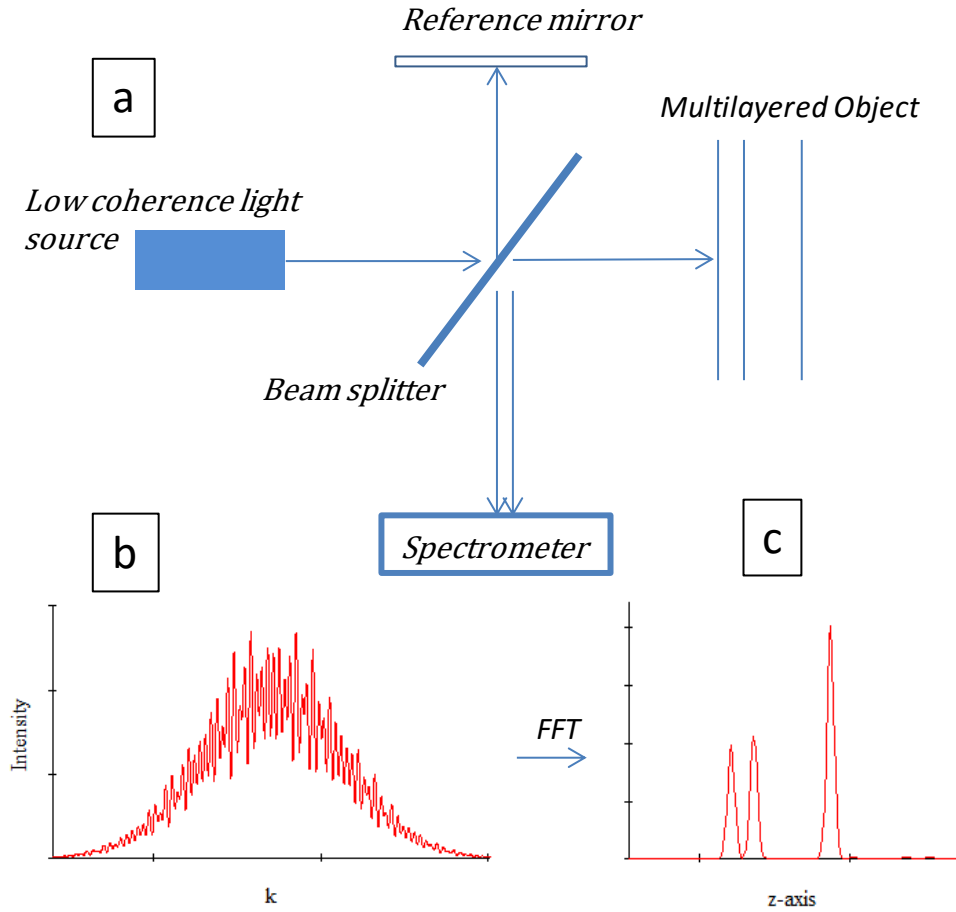 Reference mirror
a
Multilayered Object
Low coherence light
source
Beam splitter
b
Spectrometer
c
Intensity
FFT
k
z-axis